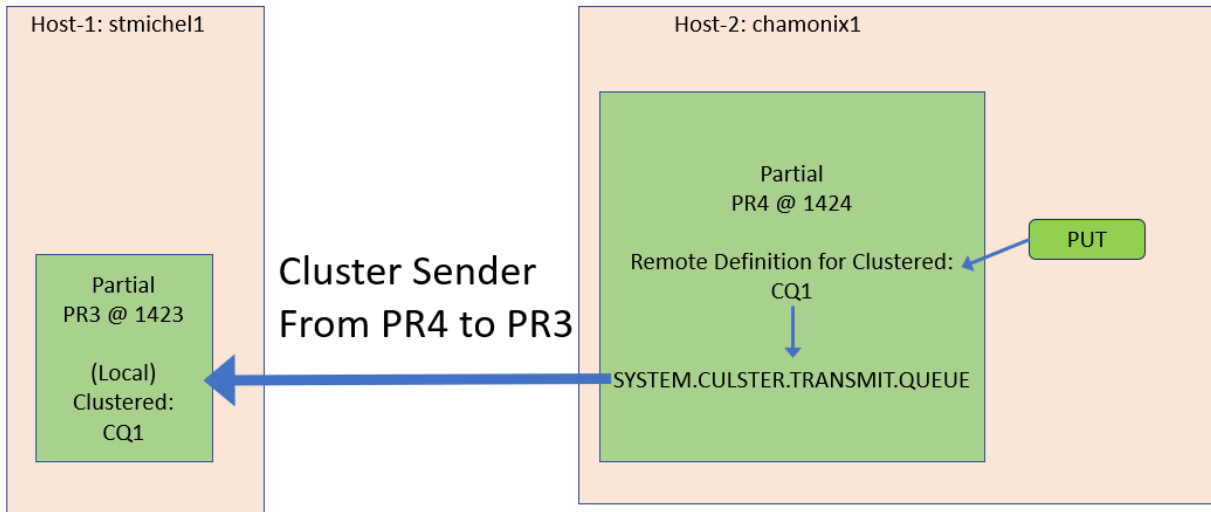 Host-1: stmichel1
Partial
PR3 @ 1423
(Local)
Clustered:
CQ1
Cluster Sender
From PR4 to PR3
Host-2: chamonix1
Partial
PR4 @ 1424
Remote Definition for Clustered:
CQ1
SYSTEM.CULSTER.TRANSMIT.QUEUE
PUT